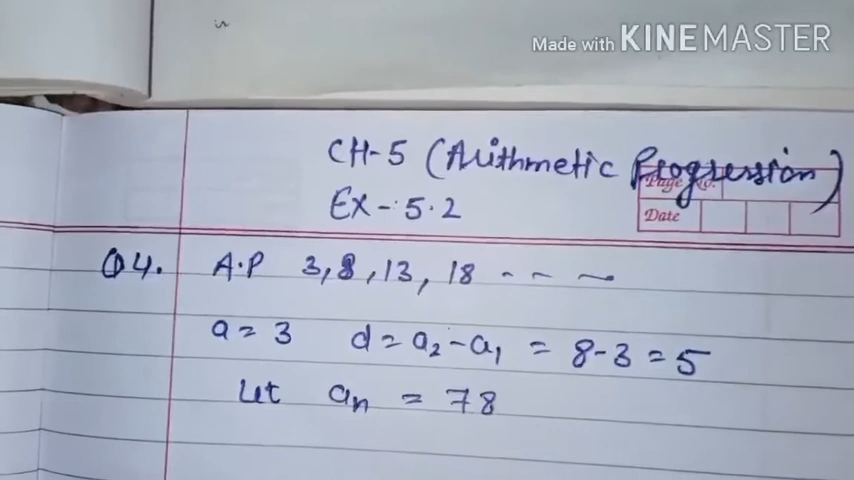 Made with KINEMASTER
CH-5 (Arithmetic Progression)
Page No.
EX-5.2
Date
Q4. A.P 3,8,13, 18 - - ~
a = 3 d = a₂-a₁ = 8-3 = 5
Let aₙ = 78